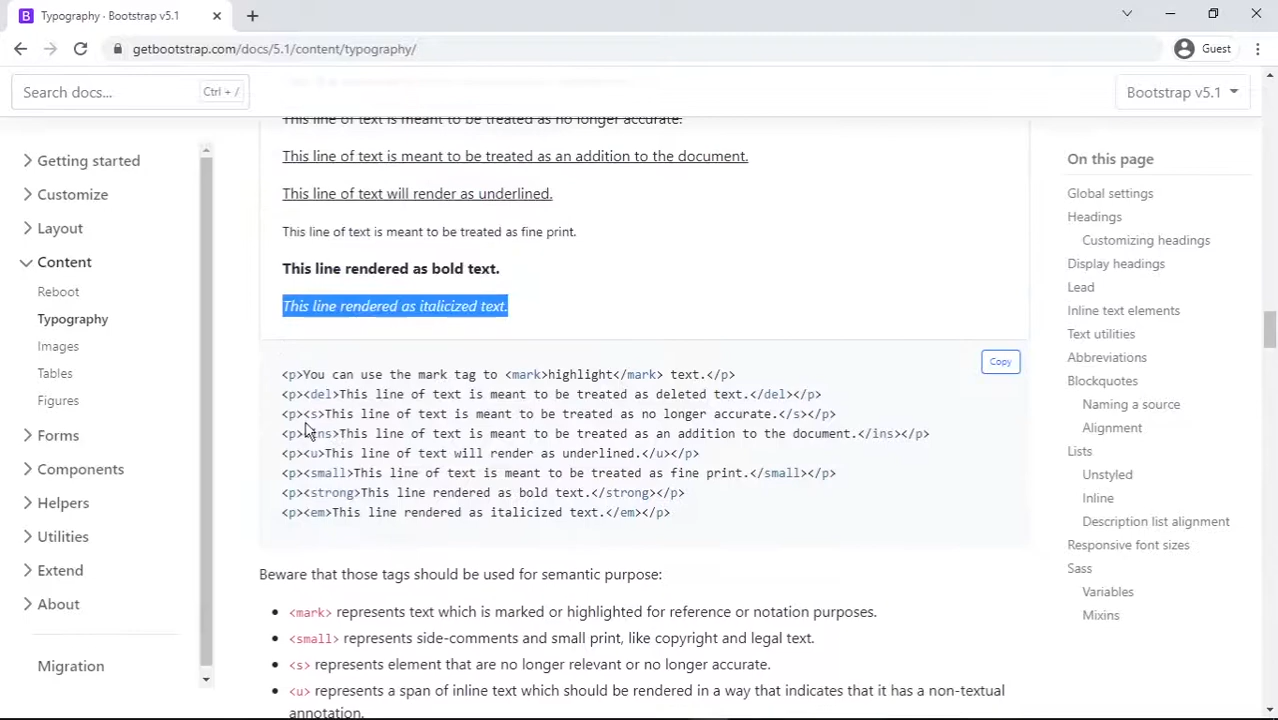 Typography · Bootstrap v5.1
getbootstrap.com/docs/5.1/content/typography/
Guest
Search docs...
Ctrl + /
Bootstrap v5.1
Getting started
Customize
Layout
Content
Reboot
Typography
Images
Tables
Figures
Forms
Components
Helpers
Utilities
Extend
About
Migration
This line of text is meant to be treated as no longer accurate.
This line of text is meant to be treated as an addition to the document.
This line of text will render as underlined.
This line of text is meant to be treated as fine print.
This line rendered as bold text.
This line rendered as italicized text.
Copy
<p>You can use the mark tag to <mark>highlight</mark> text.</p>
<p><del>This line of text is meant to be treated as deleted text.</del></p>
<p><s>This line of text is meant to be treated as no longer accurate.</s></p>
<p><ins>This line of text is meant to be treated as an addition to the document.</ins></p>
<p><u>This line of text will render as underlined.</u></p>
<p><small>This line of text is meant to be treated as fine print.</small></p>
<p><strong>This line rendered as bold text.</strong></p>
<p><em>This line rendered as italicized text.</em></p>
Beware that those tags should be used for semantic purpose:
<mark> represents text which is marked or highlighted for reference or notation purposes.
<small> represents side-comments and small print, like copyright and legal text.
<s> represents element that are no longer relevant or no longer accurate.
<u> represents a span of inline text which should be rendered in a way that indicates that it has a non-textual
annotation.
On this page
Global settings
Headings
Customizing headings
Display headings
Lead
Inline text elements
Text utilities
Abbreviations
Blockquotes
Naming a source
Alignment
Lists
Unstyled
Inline
Description list alignment
Responsive font sizes
Sass
Variables
Mixins